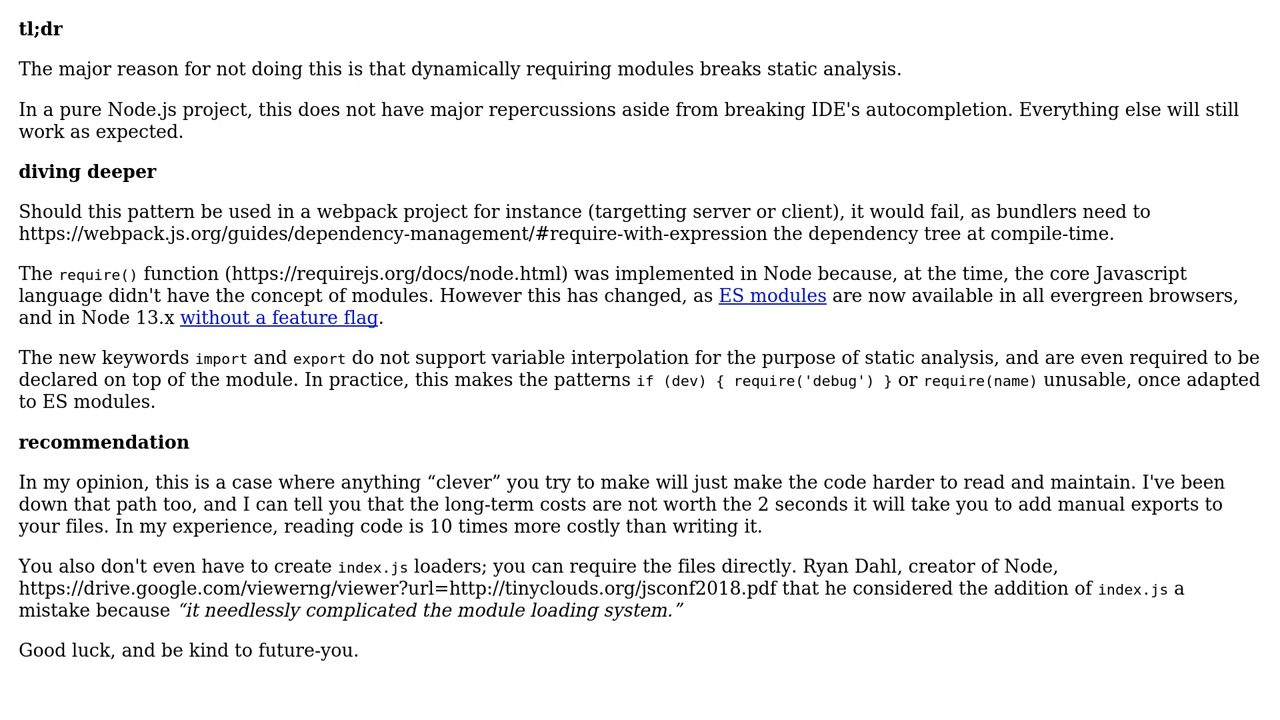 tl;dr
The major reason for not doing this is that dynamically requiring modules breaks static analysis.
In a pure Node.js project, this does not have major repercussions aside from breaking IDE's autocompletion. Everything else will still
work as expected.
diving deeper
Should this pattern be used in a webpack project for instance (targetting server or client), it would fail, as bundlers need to
https://webpack.js.org/guides/dependency-management/#require-with-expression the dependency tree at compile-time.
The require() function (https://requirejs.org/docs/node.html) was implemented in Node because, at the time, the core Javascript
language didn't have the concept of modules. However this has changed, as ES modules are now available in all evergreen browsers,
and in Node 13.x without a feature flag.
The new keywords import and export do not support variable interpolation for the purpose of static analysis, and are even required to be
declared on top of the module. In practice, this makes the patterns if (dev) { require('debug') } or require(name) unusable, once adapted
to ES modules.
recommendation
In my opinion, this is a case where anything “clever” you try to make will just make the code harder to read and maintain. I've been
down that path too, and I can tell you that the long-term costs are not worth the 2 seconds it will take you to add manual exports to
your files. In my experience, reading code is 10 times more costly than writing it.
You also don't even have to create index.js loaders; you can require the files directly. Ryan Dahl, creator of Node,
https://drive.google.com/viewerng/viewer?url=http://tinyclouds.org/jsconf2018.pdf that he considered the addition of index.js a
mistake because “it needlessly complicated the module loading system.”
Good luck, and be kind to future-you.